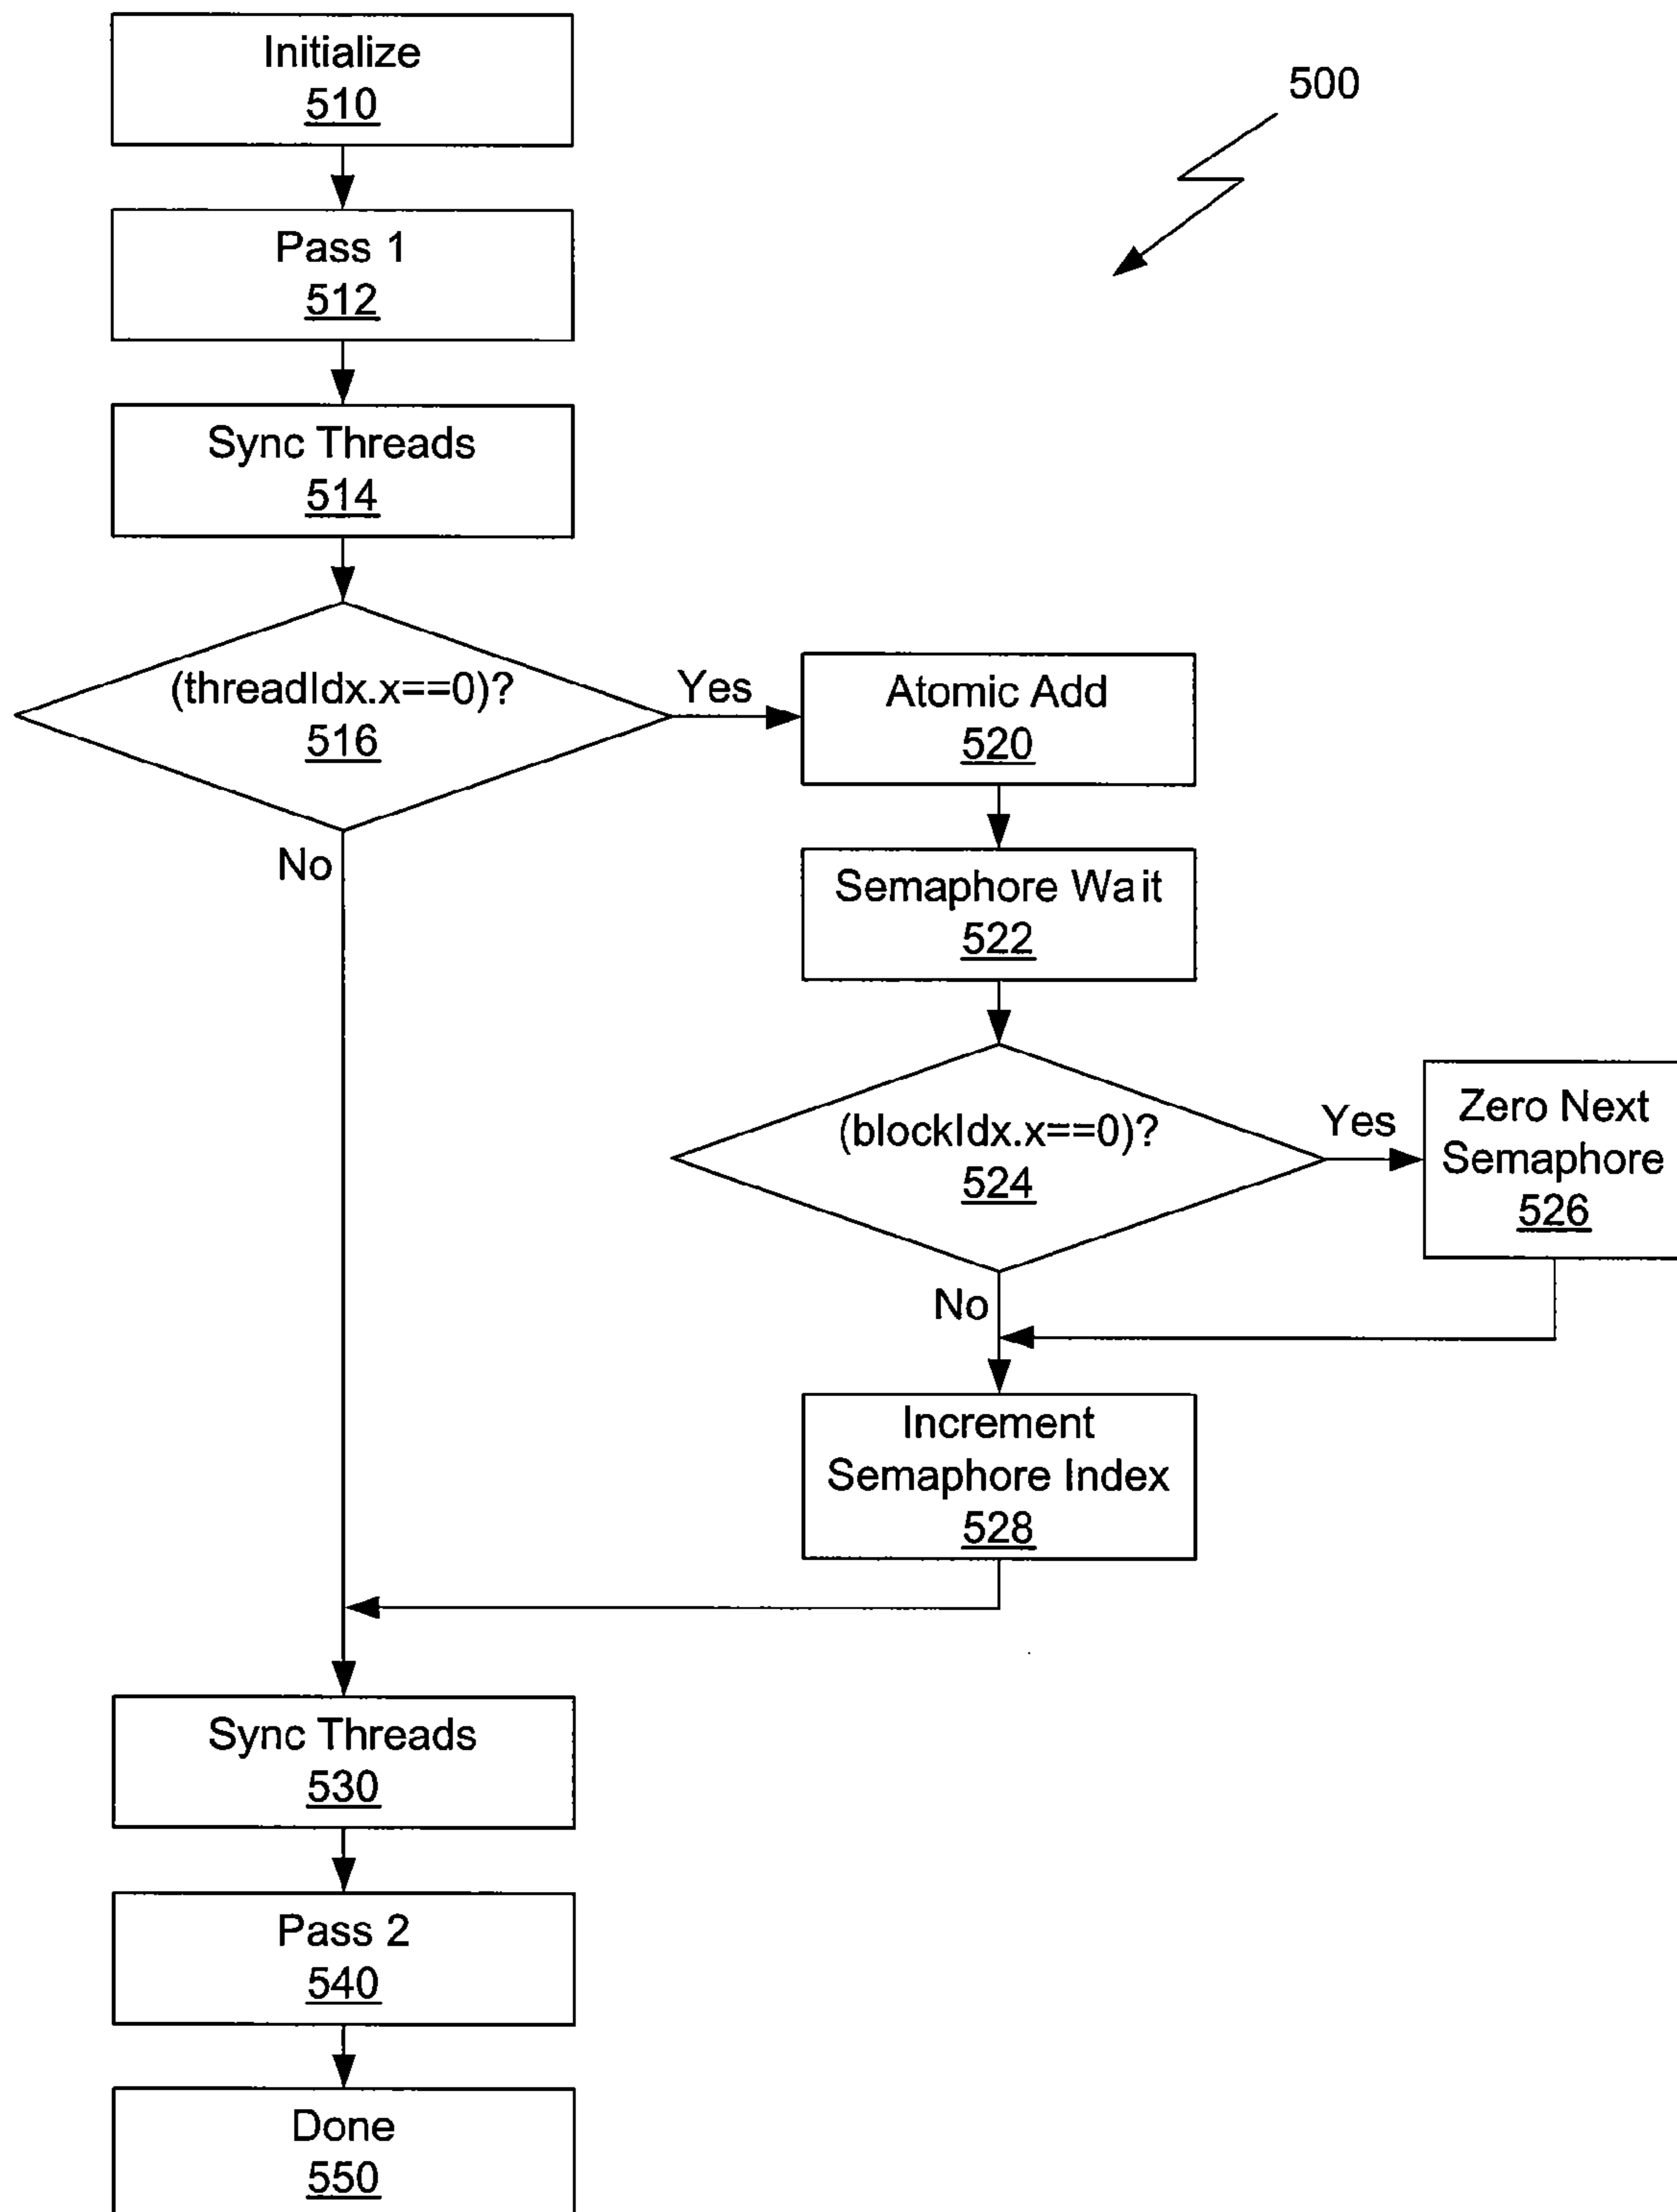 Initialize
510
500
Pass 1
512
Sync Threads
514
(threadIdx.x==0)?
516
Yes
No
Atomic Add
520
Semaphore Wait
522
(blockIdx.x==0)?
524
Yes
No
Zero Next
Semaphore
526
Increment
Semaphore Index
528
Sync Threads
530
Pass 2
540
Done
550